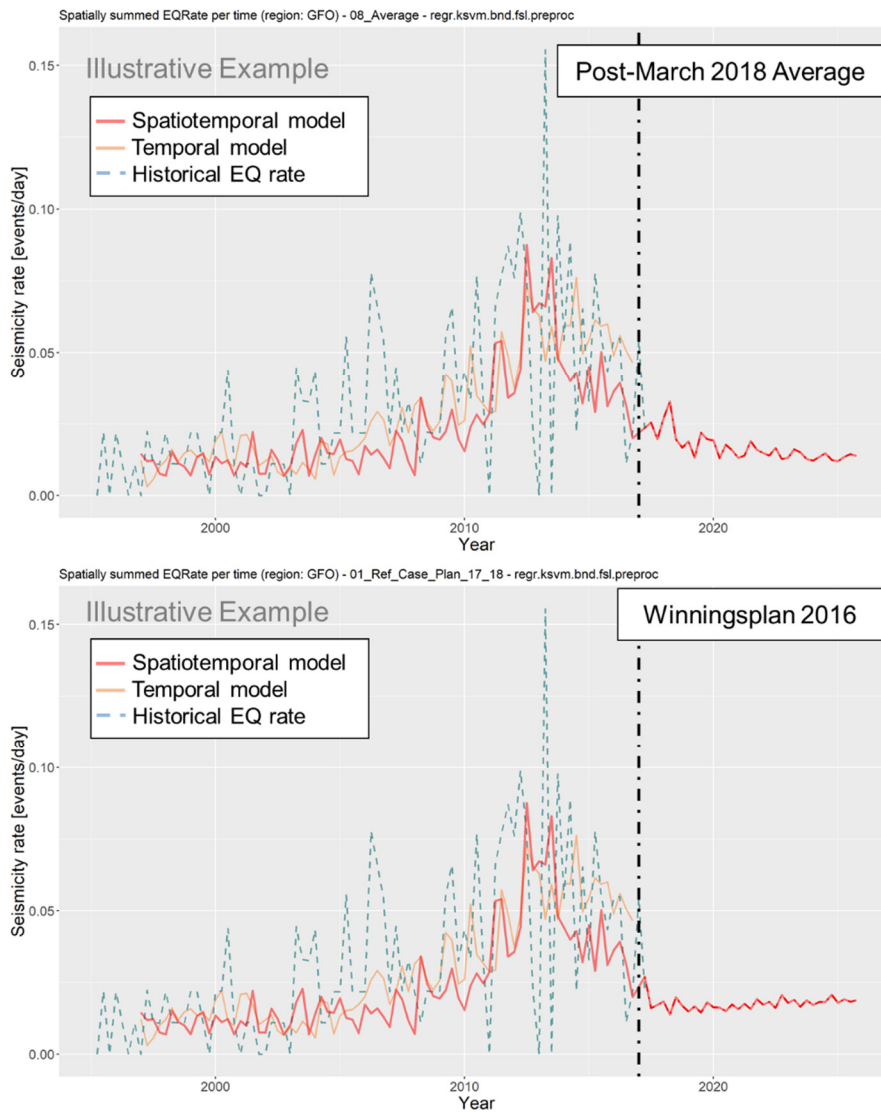 Spatially summed EQRate per time (region: GFO) - 08_Average - regr.ksvm.bnd.fsl.preproc
Illustrative Example
Post-March 2018 Average
Spatiotemporal model
Temporal model
Historical EQ rate
Seismicity rate [events/day]
0.15
0.10
0.05
0.00
2000
2010
2020
Year
Spatially summed EQRate per time (region: GFO) - 01_Ref_Case_Plan_17_18 - regr.ksvm.bnd.fsl.preproc
Illustrative Example
Winningsplan 2016
Spatiotemporal model
Temporal model
Historical EQ rate
Seismicity rate [events/day]
0.15
0.10
0.05
0.00
2000
2010
2020
Year